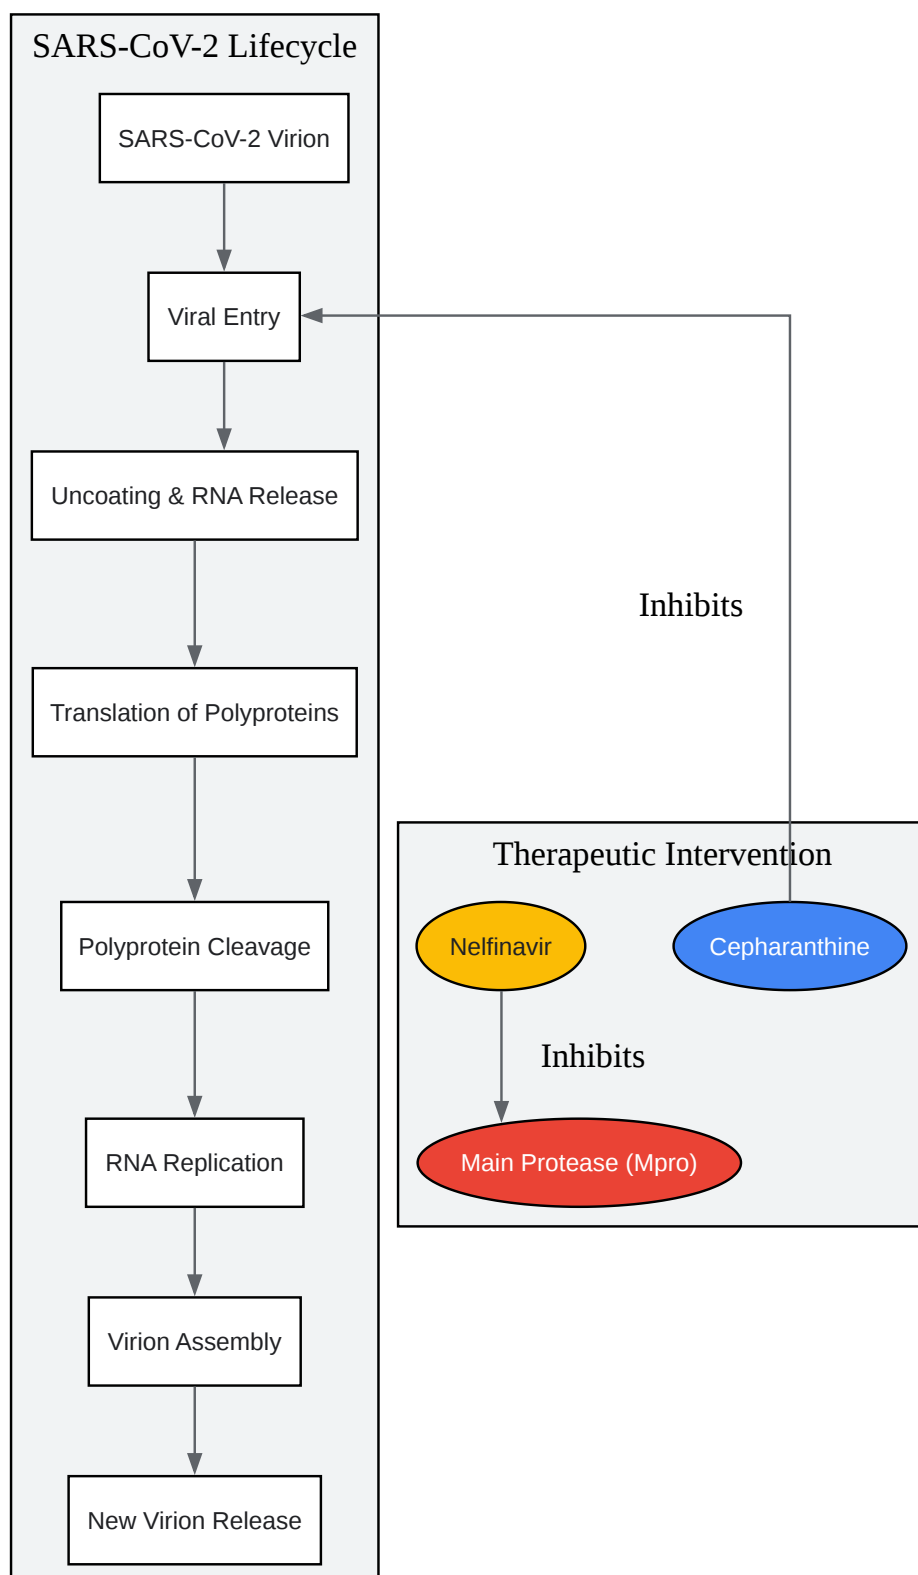 SARS-CoV-2 Lifecycle
SARS-CoV-2 Virion
Viral Entry
Uncoating & RNA Release
Inhibits
Translation of Polyproteins
Therapeutic Intervention
Polyprotein Cleavage
Nelfinavir
Cepharanthine
Inhibits
RNA Replication
Main Protease (Mpro)
Virion Assembly
New Virion Release